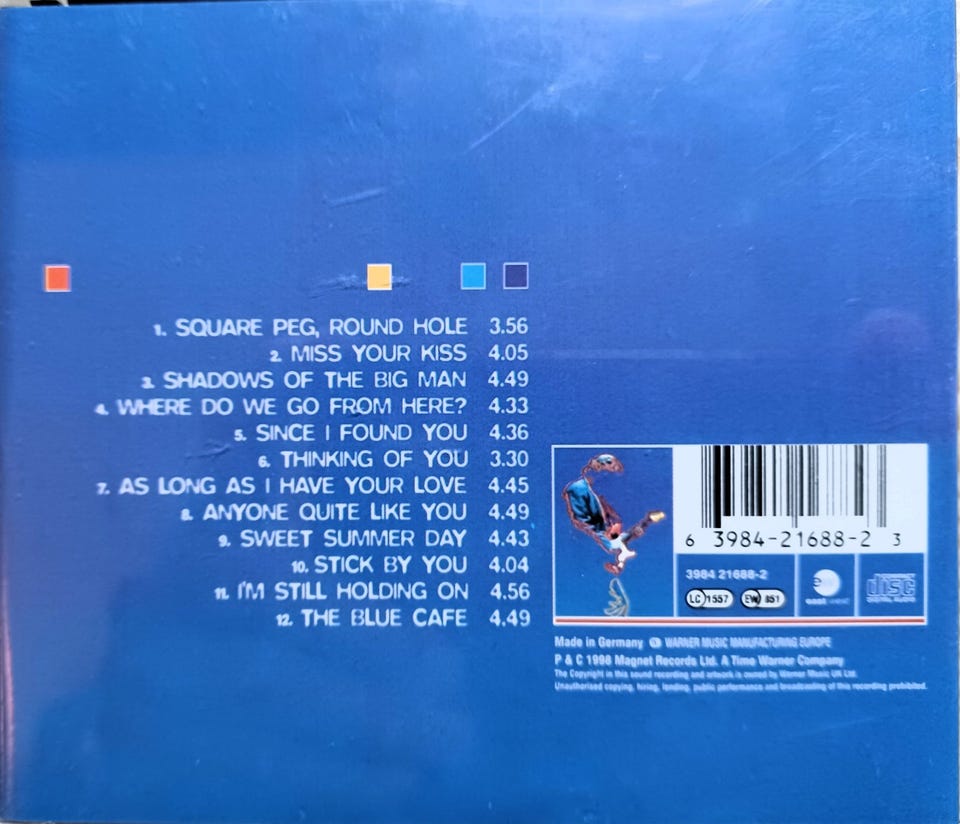 1. SQUARE PEG, ROUND HOLE 3.56
2. MISS YOUR KISS 4.05
3. SHADOWS OF THE BIG MAN 4.49
4. WHERE DO WE GO FROM HERE? 4.33
5. SINCE I FOUND YOU 4.36
6. THINKING OF YOU 3.30
7. AS LONG AS I HAVE YOUR LOVE 4.45
8. ANYONE QUITE LIKE YOU 4.49
9. SWEET SUMMER DAY 4.43
10. STICK BY YOU 4.04
11. I'M STILL HOLDING ON 4.56
12. THE BLUE CAFE 4.49
6 3984-21688-2 3
3984 21688-2
LC 1557 EW 851
east west
disc
DIGITAL AUDIO
Made in Germany WARNER MUSIC MANUFACTURING EUROPE
P & C 1998 Magnet Records Ltd. A Time Warner Company
The Copyright in this sound recording and artwork is owned by Warner Music UK Ltd.
Unauthorised copying, hiring, lending, public performance and broadcasting of this recording prohibited.